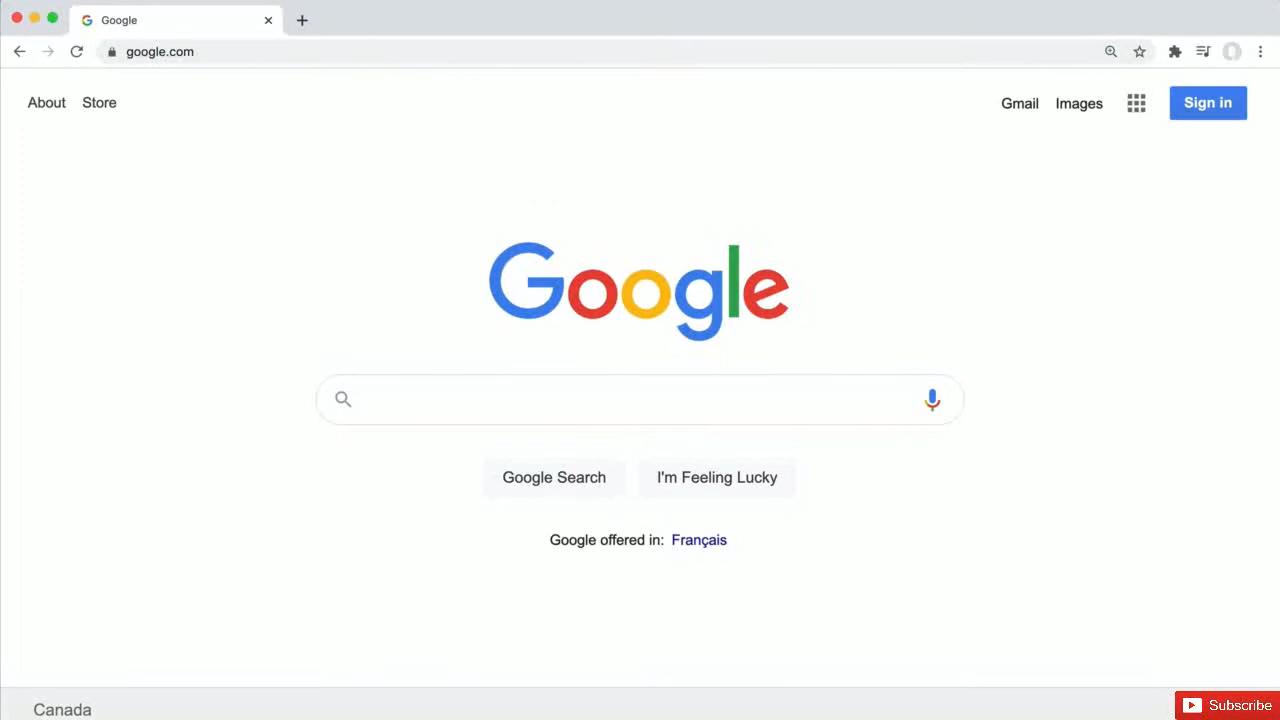 Google
google.com
About Store Gmail Images Sign in
Google
Google Search I'm Feeling Lucky
Google offered in: Français
Canada
Subscribe